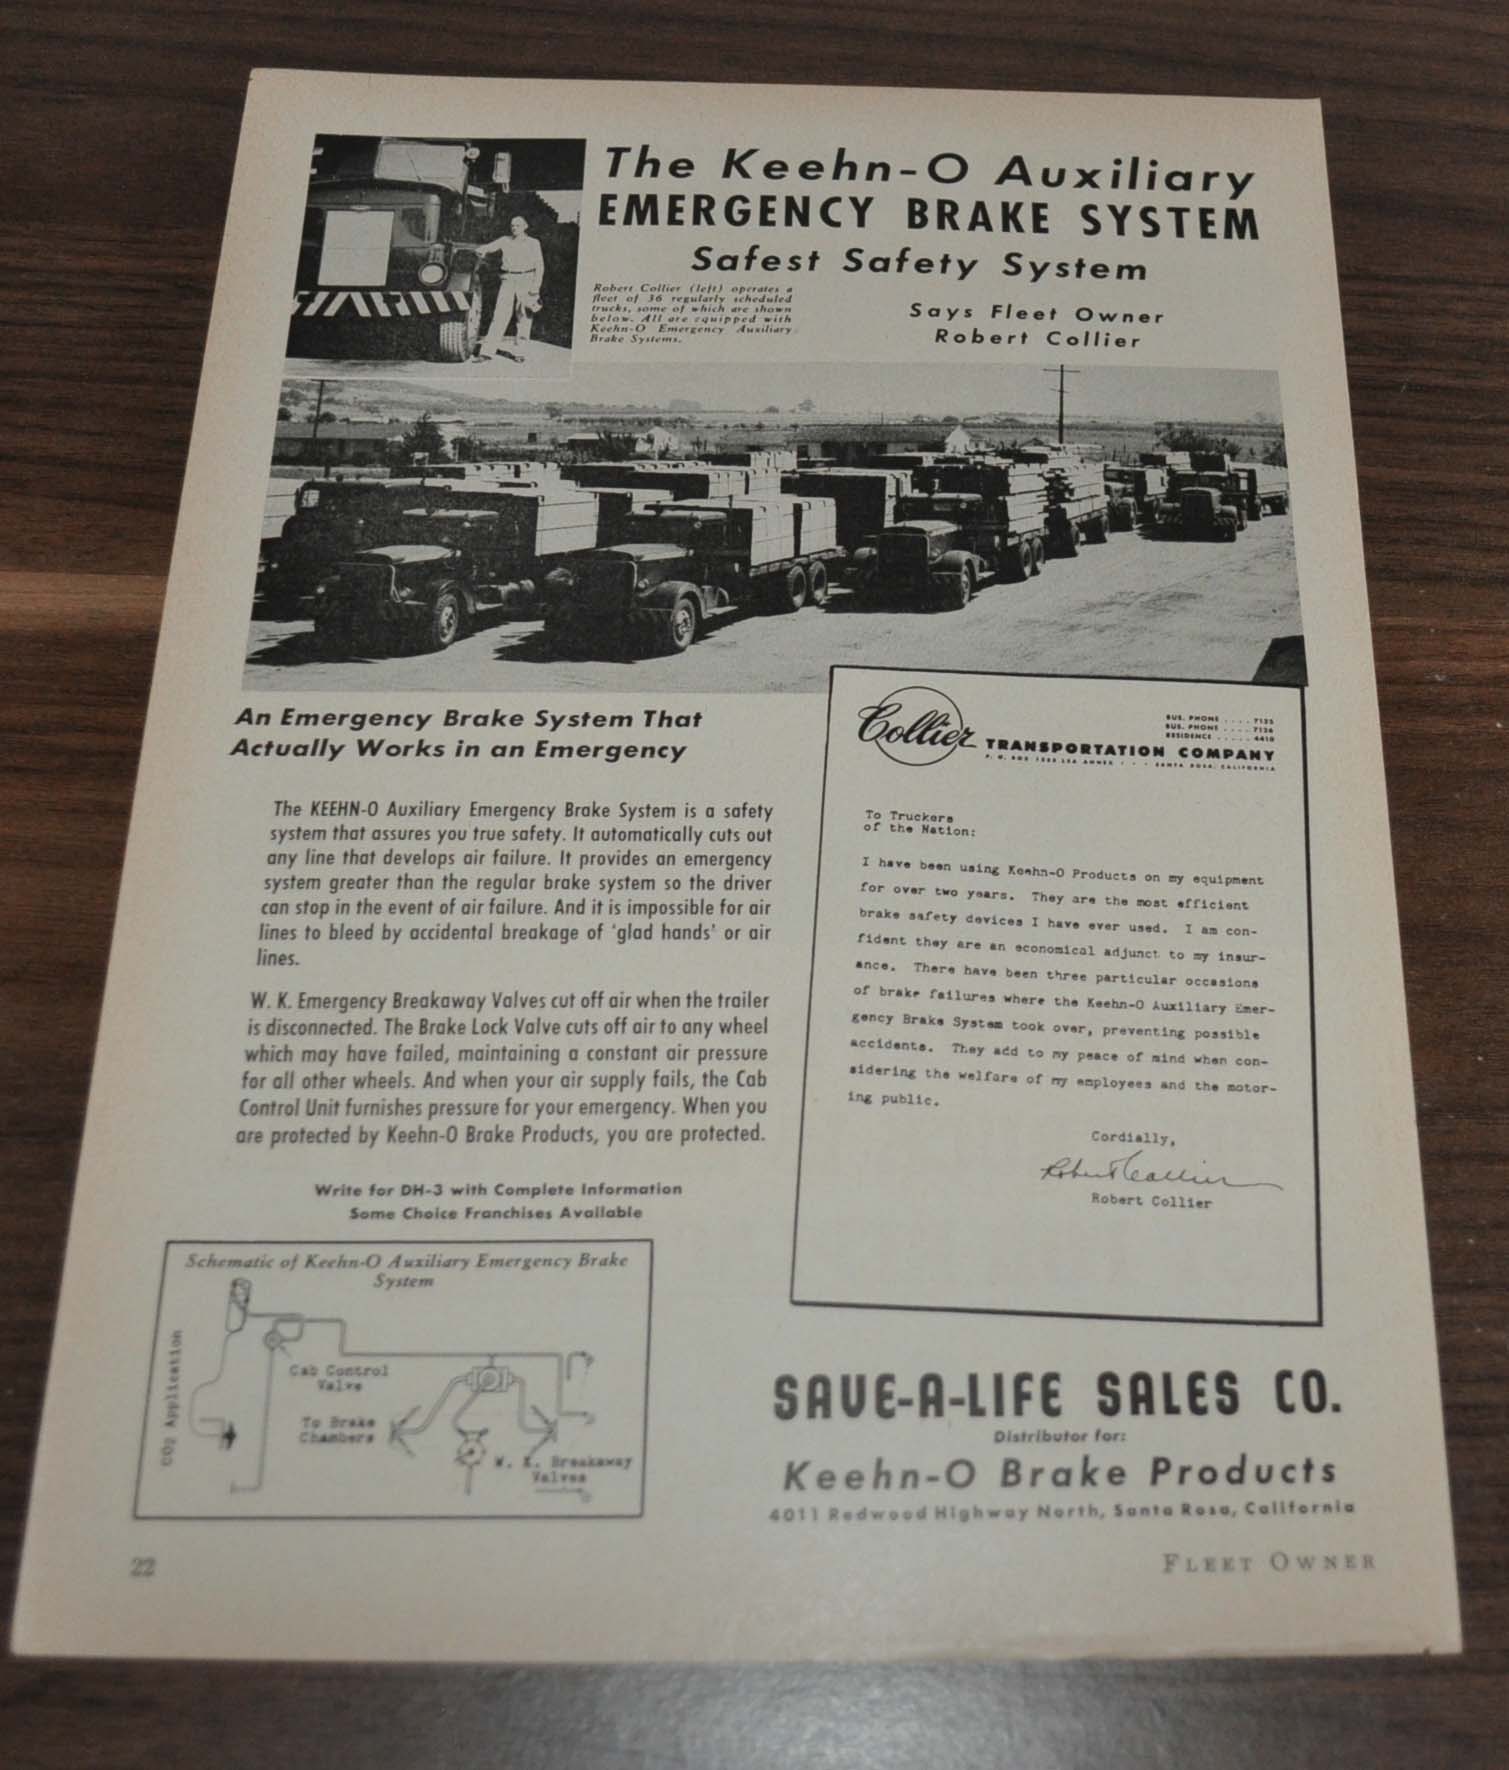 The Keehn-O Auxiliary
EMERGENCY BRAKE SYSTEM
Safest Safety System
Says Fleet Owner
Robert Collier
Robert Collier (left) operates a
fleet of 36 regularly scheduled
trucks, some of which are shown
below. All are equipped with
Keehn-O Emergency Auxiliary
Brake Systems.
An Emergency Brake System That
Actually Works in an Emergency
The KEEHN-O Auxiliary Emergency Brake System is a safety
system that assures you true safety. It automatically cuts out
any line that develops air failure. It provides an emergency
system greater than the regular brake system so the driver
can stop in the event of air failure. And it is impossible for air
lines to bleed by accidental breakage of 'glad hands' or air
lines.
W. K. Emergency Breakaway Valves cut off air when the trailer
is disconnected. The Brake Lock Valve cuts off air to any wheel
which may have failed, maintaining a constant air pressure
for all other wheels. And when your air supply fails, the Cab
Control Unit furnishes pressure for your emergency. When you
are protected by Keehn-O Brake Products, you are protected.
Write for DH-3 with Complete Information
Some Choice Franchises Available
Schematic of Keehn-O Auxiliary Emergency Brake
System
CO2 Application
Cab Control
Valve
To Brake
Chambers
W. K. Breakaway
Valves
Collier
TRANSPORTATION COMPANY
BUS. PHONE .... 7125
BUS. PHONE .... 7126
RESIDENCE ..... 4410
P. O. BOX ANNEX SANTA ROSA, CALIFORNIA
To Truckers
of the Nation:
I have been using Keehn-O Products on my equipment
for over two years. They are the most efficient
brake safety devices I have ever used. I am con-
fident they are an economical adjunct to my insur-
ance. There have been three particular occasions
of brake failures where the Keehn-O Auxiliary Emer-
gency Brake System took over, preventing possible
accidents. They add to my peace of mind when con-
sidering the welfare of my employees and the motor-
ing public.
Cordially,
Robert Collier
Robert Collier
SAVE-A-LIFE SALES CO.
Distributor for:
Keehn-O Brake Products
4011 Redwood Highway North, Santa Rosa, California
22
FLEET OWNER